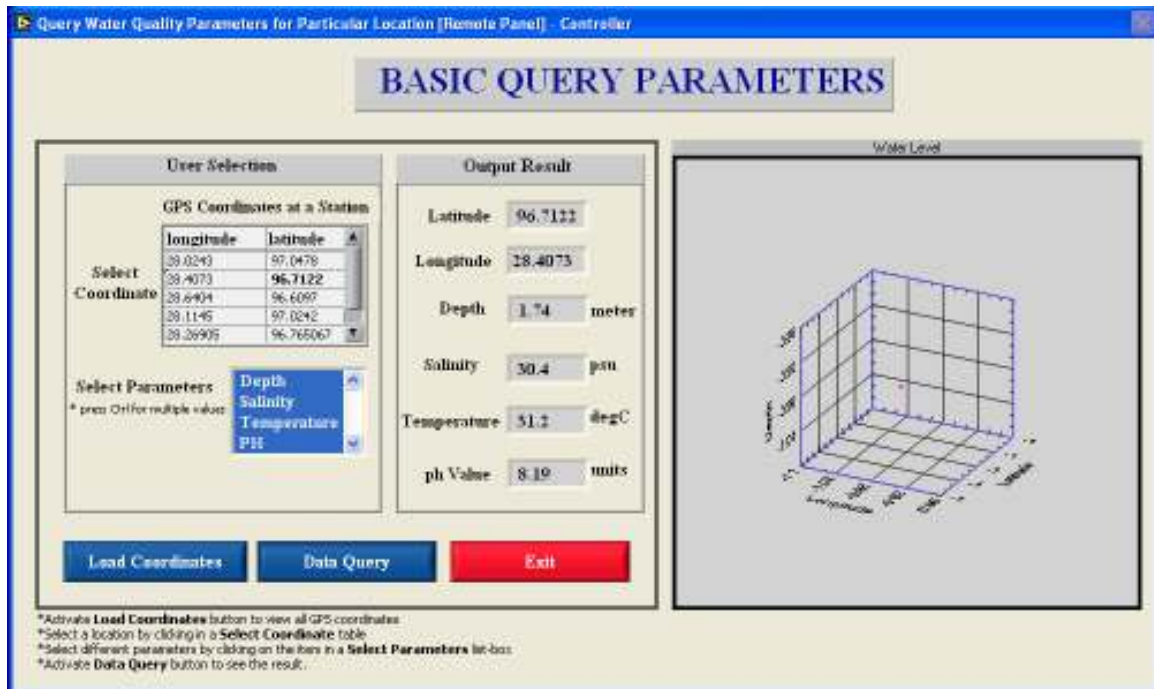 Query Water Quality Parameters for Particular Location [Remote Panel] - Controller
BASIC QUERY PARAMETERS
User Selection
GPS Coordinates at a Station
longitude latitude
28.0243 97.0478
28.4073 96.7122
28.6404 96.6097
28.1145 97.0242
28.26905 96.765067
Select
Coordinate
Select Parameters
* press Ctrl for multiple values
Depth
Salinity
Temperature
PH
Output Result
Latitude 96.7122
Longitude 28.4073
Depth 1.74 meter
Salinity 30.4 psu
Temperature 31.2 degC
ph Value 8.19 units
Load Coordinates
Data Query
Exit
Water Level
Depth
Longitude
Latitude
*Activate Load Coordinates button to view all GPS coordinates
*Select a location by clicking in a Select Coordinate table
*Select different parameters by clicking on the item in a Select Parameters list-box
*Activate Data Query button to see the result.